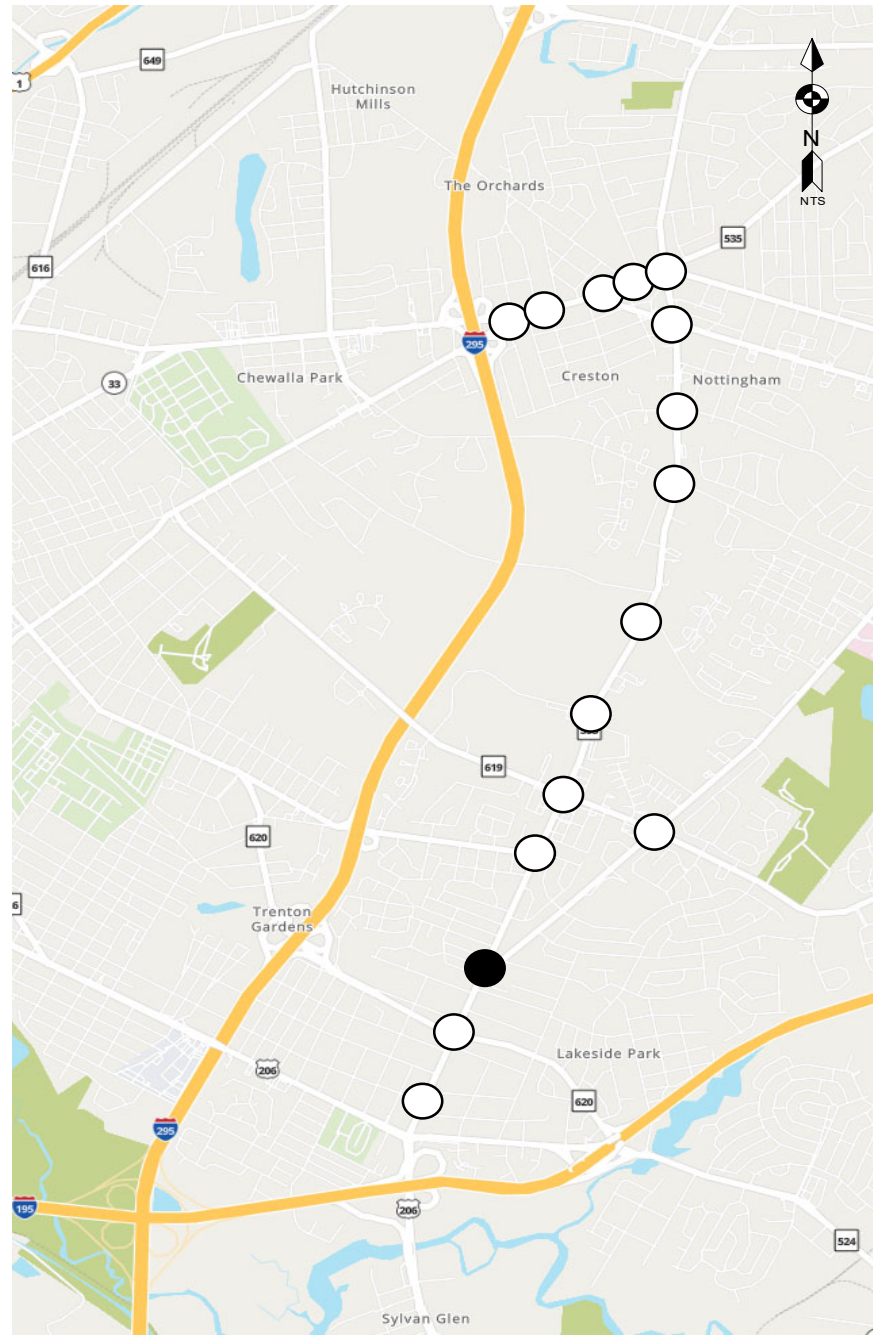 649
1
Hutchinson
Mills
N
NTS
The Orchards
535
616
295
33
Chewalla Park
Creston
Nottingham
619
620
6
Trenton
Gardens
Lakeside Park
206
620
295
195
206
524
Sylvan Glen